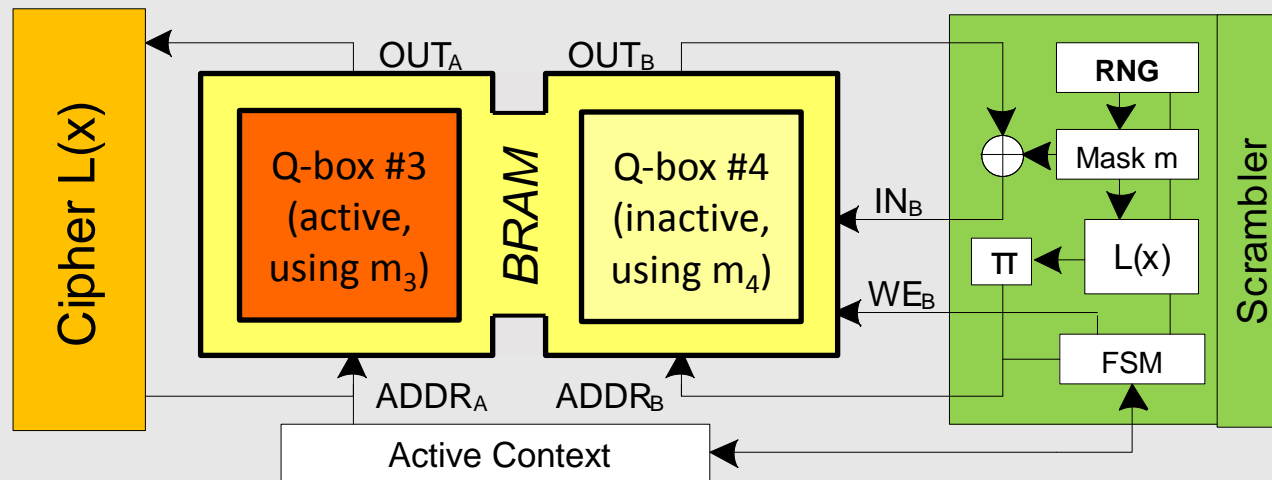 Cipher L(x)
OUTA
OUTB
Q-box #3
(active,
using m3)
BRAM
Q-box #4
(inactive,
using m4)
INB
WEB
ADDRA
ADDRB
Active Context
RNG
Mask m
L(x)
π
FSM
Scrambler